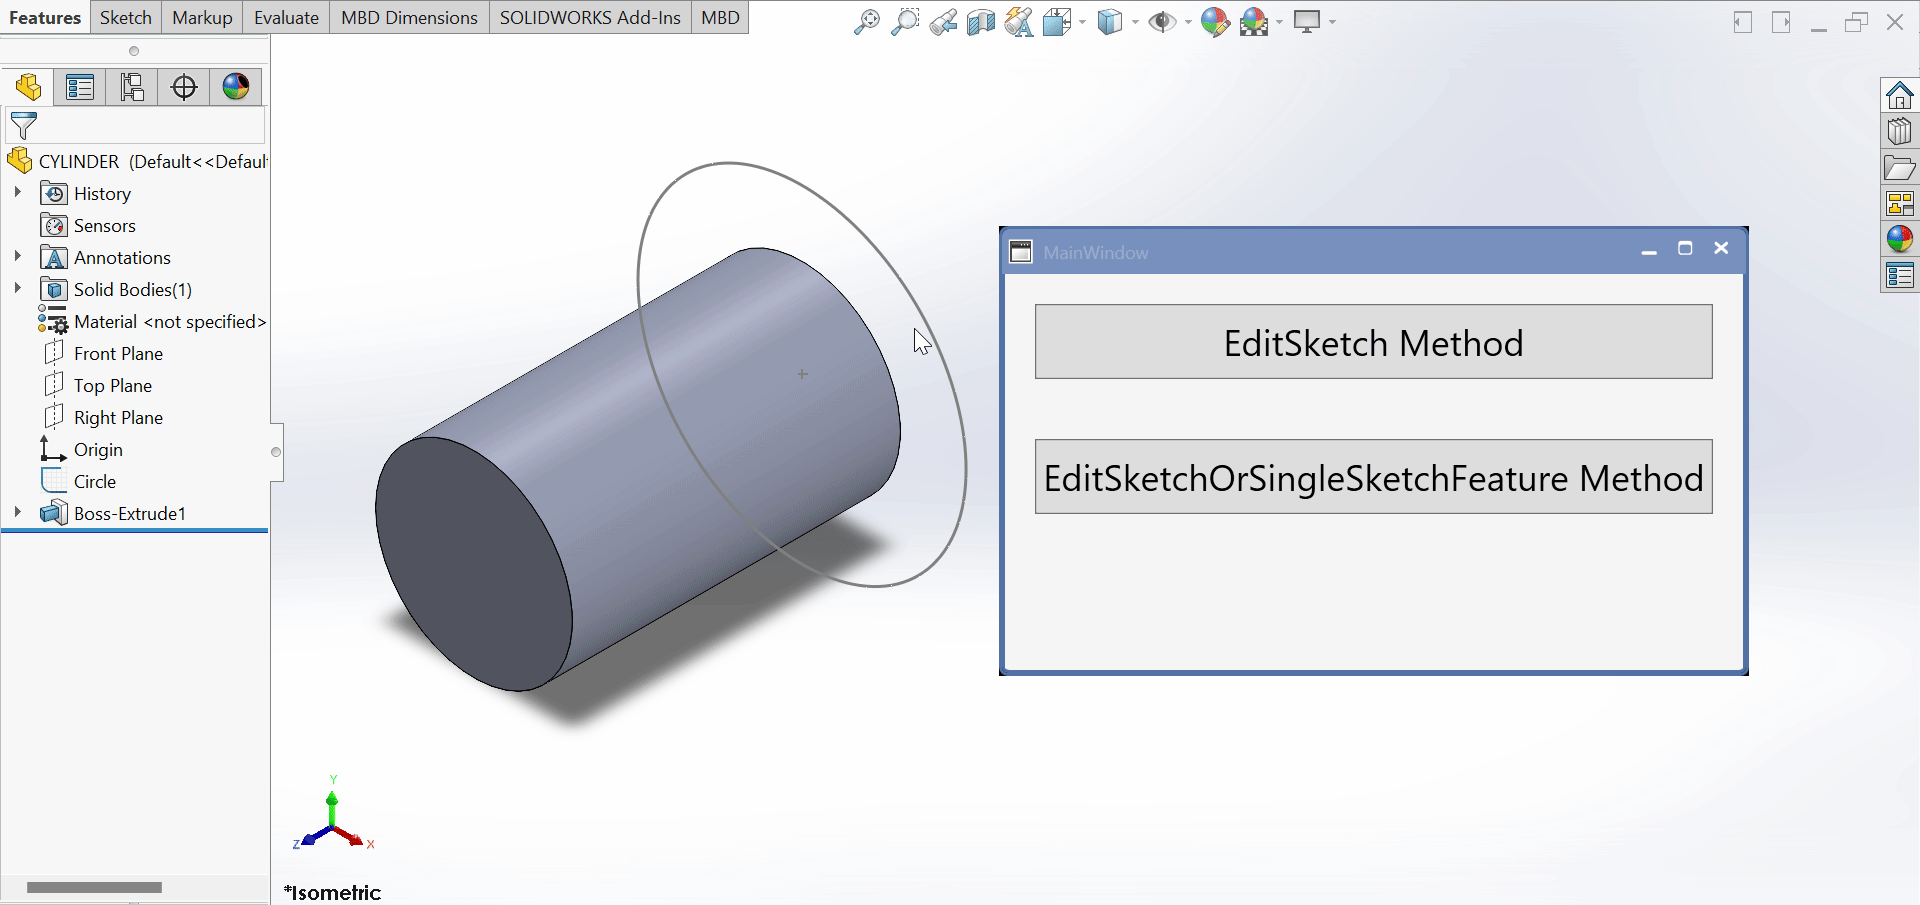 Features Sketch Markup Evaluate MBD Dimensions SOLIDWORKS Add-Ins MBD
CYLINDER (Default<<Defaul
History
Sensors
Annotations
Solid Bodies(1)
Material <not specified>
Front Plane
Top Plane
Right Plane
Origin
Circle
Boss-Extrude1
MainWindow
EditSketch Method
EditSketchOrSingleSketchFeature Method
Y
Z X
*Isometric